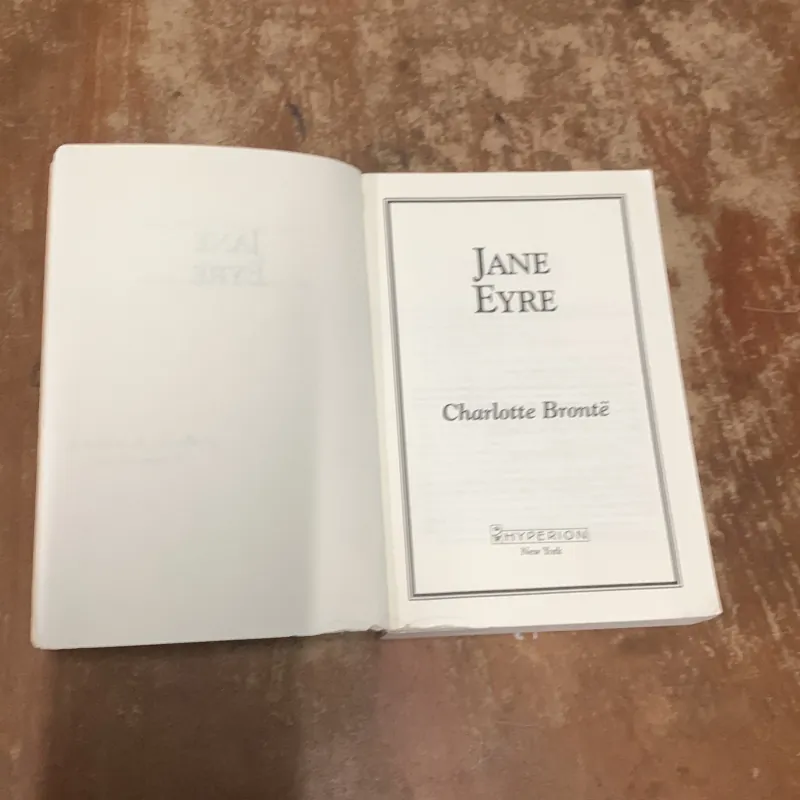 JANE
EYRE
Charlotte Brontë
HYPERION
New York